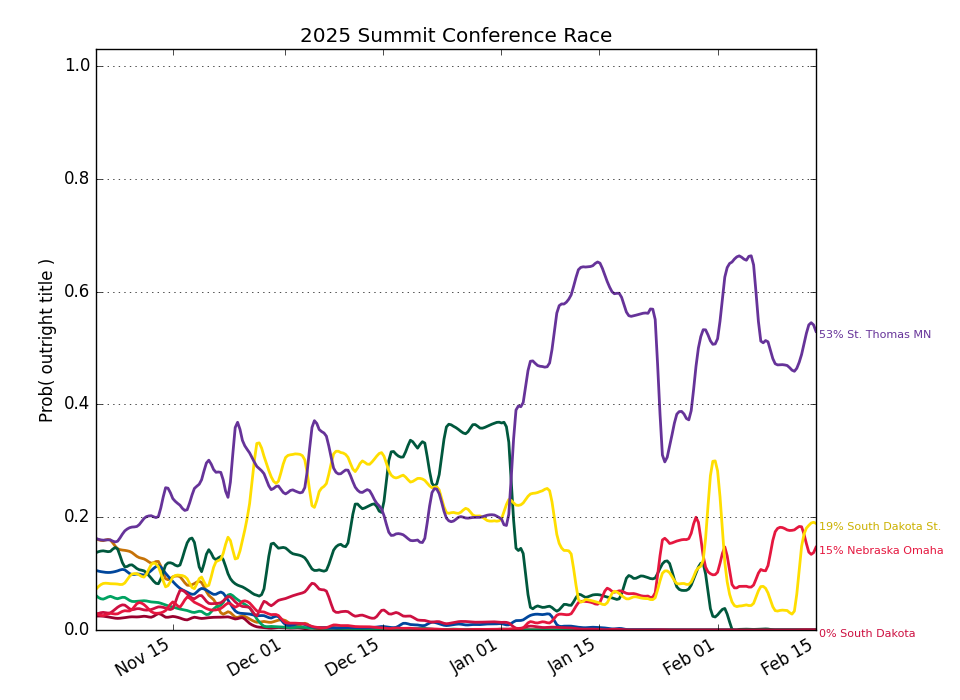 2025 Summit Conference Race
1.0
0.8
0.6
0.4
0.2
0.0
Prob( outright title )
53% St. Thomas MN
19% South Dakota St.
15% Nebraska Omaha
0% South Dakota
Nov 15
Dec 01
Dec 15
Jan 01
Jan 15
Feb 01
Feb 15